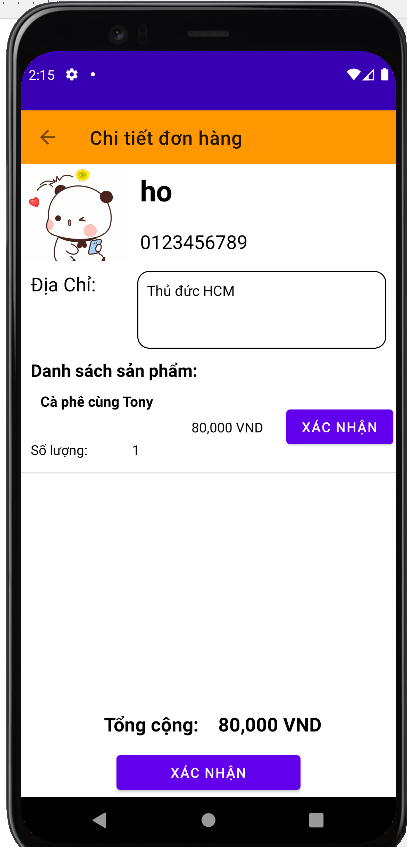 2:15
Chi tiết đơn hàng
ho
0123456789
Địa Chỉ:
Thủ đức HCM
Danh sách sản phẩm:
Cà phê cùng Tony
80,000 VND
XÁC NHẬN
Số lượng: 1
Tổng cộng: 80,000 VND
XÁC NHẬN